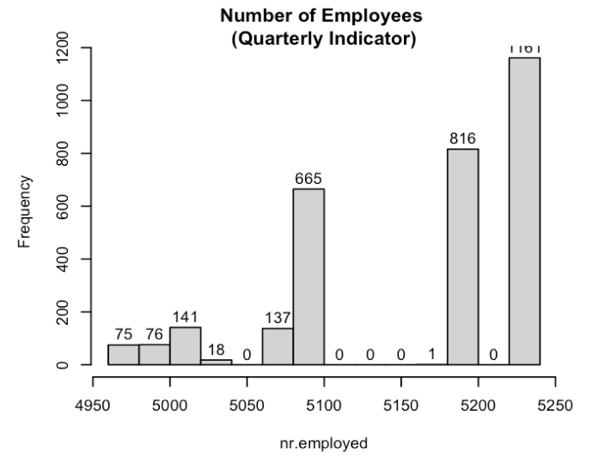 Number of Employees
(Quarterly Indicator)
Frequency
1200
1000
800
600
400
200
0
75 76 141 18 0 137 665 0 0 0 1 816 0 1161
4950 5000 5050 5100 5150 5200 5250
nr.employed